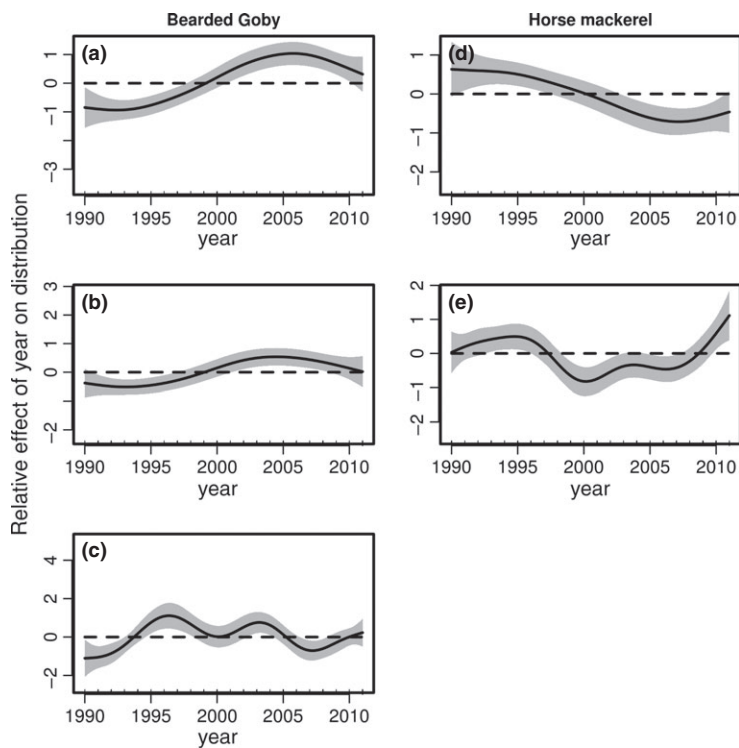 Bearded Goby
Horse mackerel
Relative effect of year on distribution
(a)
1
0
−1
−3
1990 1995 2000 2005 2010
year
(d)
1
0
−1
−2
1990 1995 2000 2005 2010
year
(b)
3
2
1
0
−2
1990 1995 2000 2005 2010
year
(e)
2
1
0
−1
−2
1990 1995 2000 2005 2010
year
(c)
4
2
0
−2
1990 1995 2000 2005 2010
year